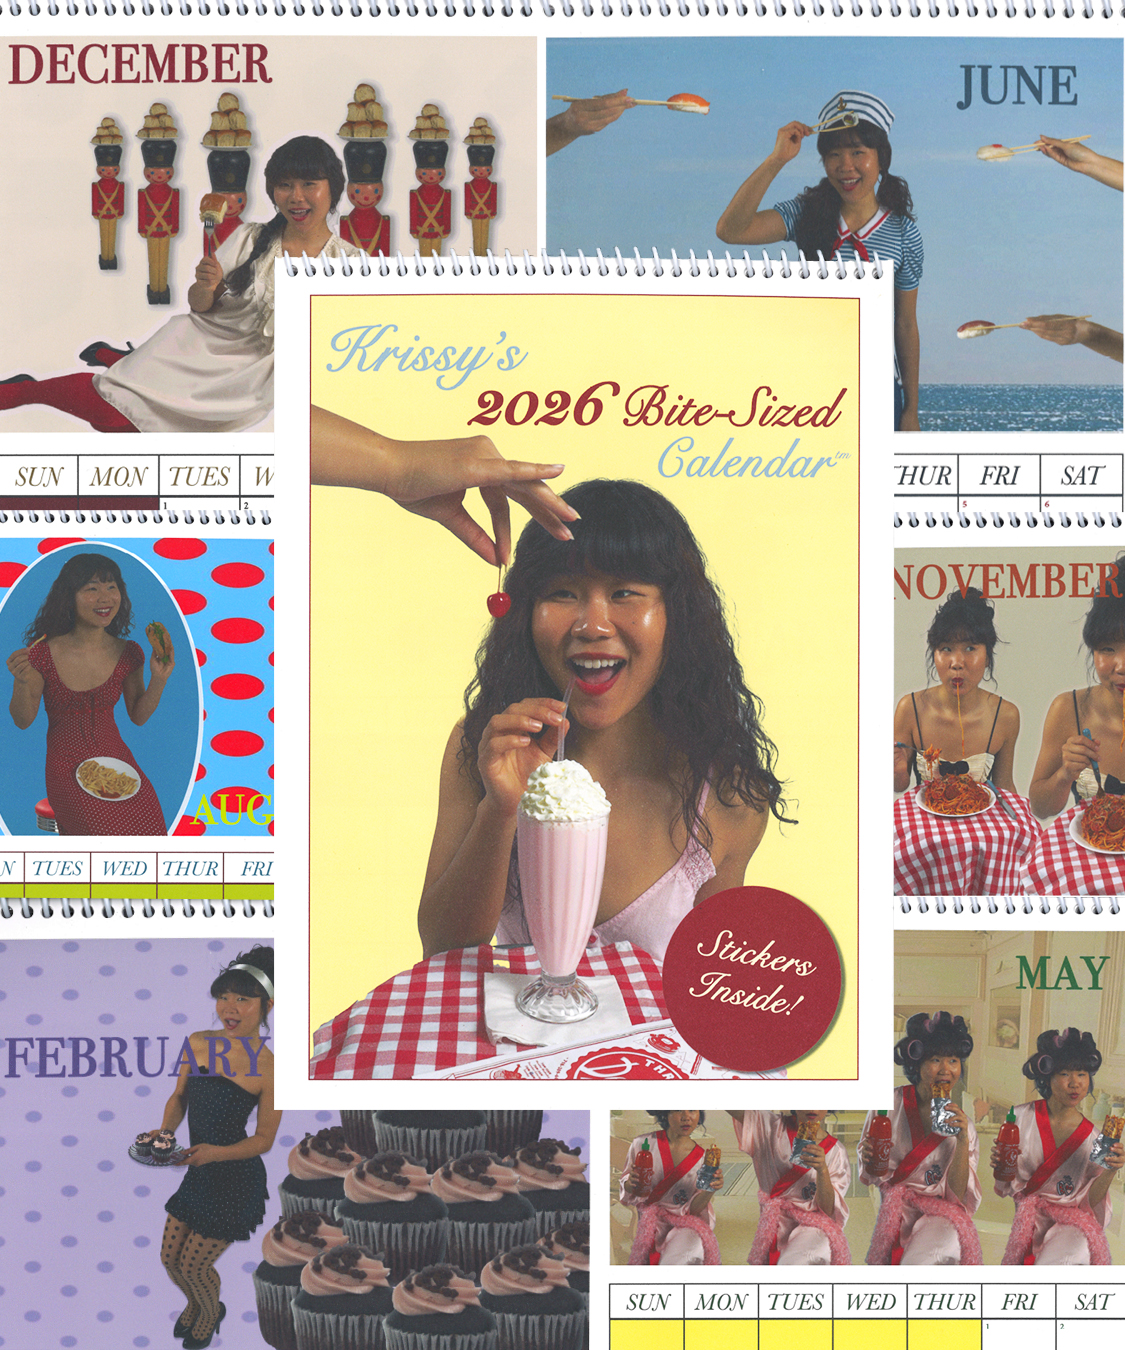 DECEMBER
JUNE
SUN MON TUES W
1 2
THUR FRI SAT
5 6
Krissy's
2026 Bite-Sized
Calendar™
Stickers
Inside!
AUG
N TUES WED THUR FRI
NOVEMBER
FEBRUARY
MAY
SUN MON TUES WED THUR FRI SAT
1 2